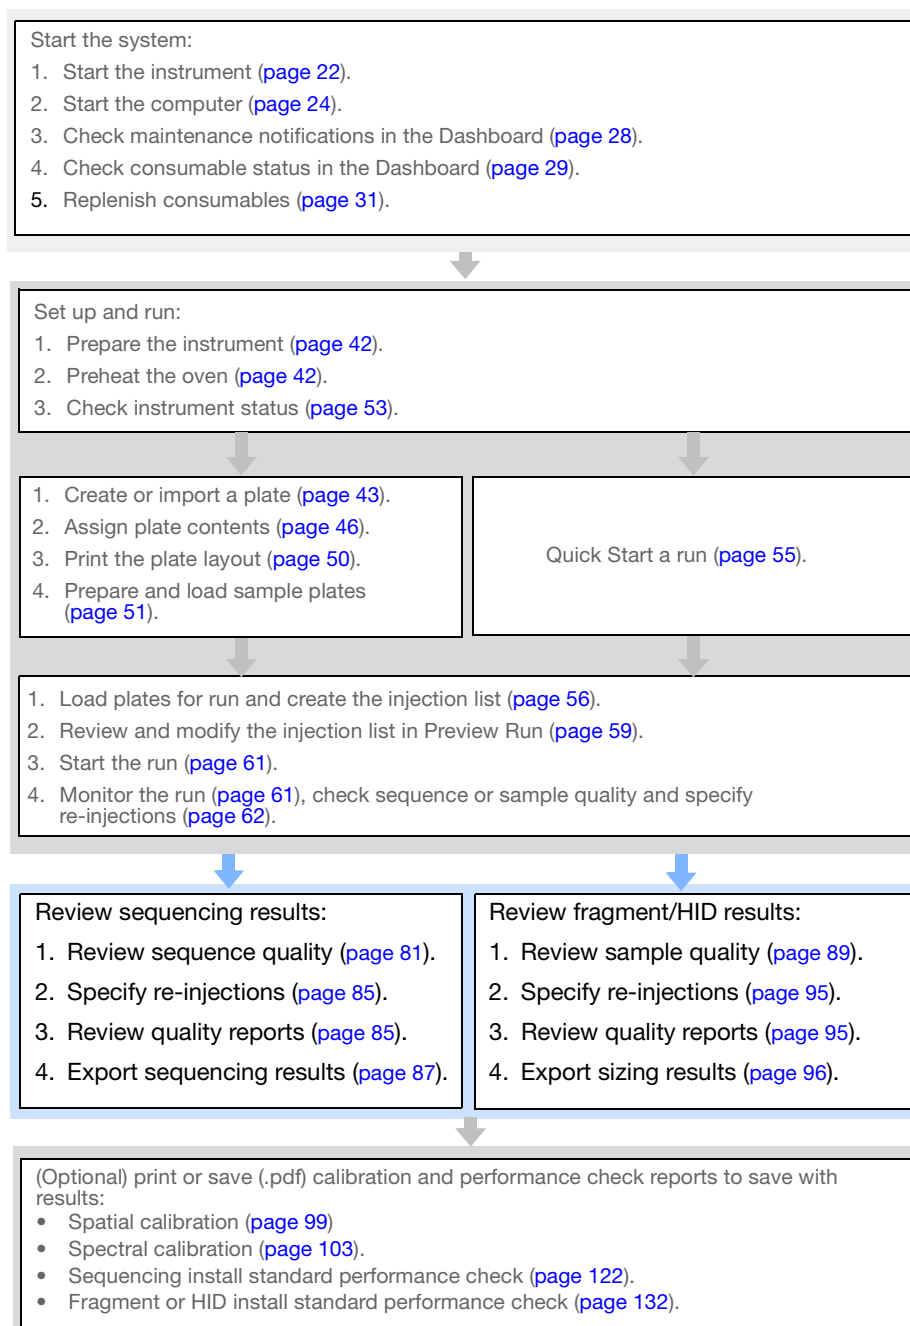 Start the system:
1. Start the instrument (page 22).
2. Start the computer (page 24).
3. Check maintenance notifications in the Dashboard (page 28).
4. Check consumable status in the Dashboard (page 29).
5. Replenish consumables (page 31).
Set up and run:
1. Prepare the instrument (page 42).
2. Preheat the oven (page 42).
3. Check instrument status (page 53).
1. Create or import a plate (page 43).
2. Assign plate contents (page 46).
3. Print the plate layout (page 50).
4. Prepare and load sample plates
(page 51).
Quick Start a run (page 55).
1. Load plates for run and create the injection list (page 56).
2. Review and modify the injection list in Preview Run (page 59).
3. Start the run (page 61).
4. Monitor the run (page 61), check sequence or sample quality and specify
re-injections (page 62).
Review sequencing results:
1. Review sequence quality (page 81).
2. Specify re-injections (page 85).
3. Review quality reports (page 85).
4. Export sequencing results (page 87).
Review fragment/HID results:
1. Review sample quality (page 89).
2. Specify re-injections (page 95).
3. Review quality reports (page 95).
4. Export sizing results (page 96).
(Optional) print or save (.pdf) calibration and performance check reports to save with
results:
• Spatial calibration (page 99)
• Spectral calibration (page 103).
• Sequencing install standard performance check (page 122).
• Fragment or HID install standard performance check (page 132).